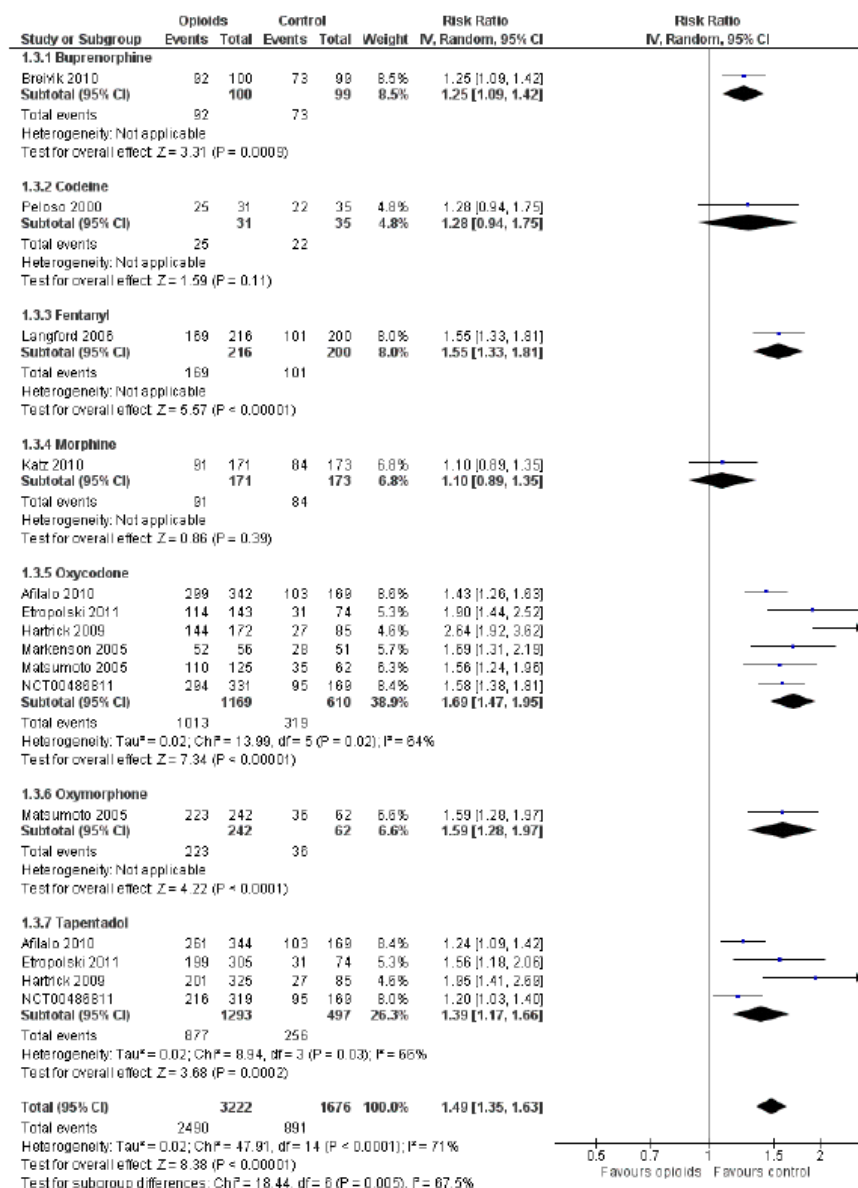 Opioids Control Risk Ratio Risk Ratio
Study or Subgroup Events Total Events Total Weight IV, Random, 95% CI IV, Random, 95% CI
1.3.1 Buprenorphine
Breivik 2010 92 100 73 99 8.5% 1.25 [1.09, 1.42]
Subtotal (95% CI) 100 99 8.5% 1.25 [1.09, 1.42]
Total events 92 73
Heterogeneity: Not applicable
Test for overall effect: Z = 3.31 (P = 0.0009)
1.3.2 Codeine
Peloso 2000 25 31 22 35 4.8% 1.28 [0.94, 1.75]
Subtotal (95% CI) 31 35 4.8% 1.28 [0.94, 1.75]
Total events 25 22
Heterogeneity: Not applicable
Test for overall effect: Z = 1.59 (P = 0.11)
1.3.3 Fentanyl
Langford 2006 169 216 101 200 8.0% 1.55 [1.33, 1.81]
Subtotal (95% CI) 216 200 8.0% 1.55 [1.33, 1.81]
Total events 169 101
Heterogeneity: Not applicable
Test for overall effect: Z = 5.57 (P < 0.00001)
1.3.4 Morphine
Katz 2010 91 171 84 173 6.8% 1.10 [0.89, 1.35]
Subtotal (95% CI) 171 173 6.8% 1.10 [0.89, 1.35]
Total events 91 84
Heterogeneity: Not applicable
Test for overall effect: Z = 0.86 (P = 0.39)
1.3.5 Oxycodone
Afilalo 2010 299 342 103 169 8.6% 1.43 [1.26, 1.63]
Etropolski 2011 114 143 31 74 5.3% 1.90 [1.44, 2.52]
Hartrick 2009 144 172 27 85 4.6% 2.64 [1.92, 3.62]
Markenson 2005 52 56 28 51 5.7% 1.69 [1.31, 2.19]
Matsumoto 2005 110 125 35 62 6.3% 1.56 [1.24, 1.96]
NCT00486811 294 331 95 169 8.4% 1.58 [1.38, 1.81]
Subtotal (95% CI) 1169 610 38.9% 1.69 [1.47, 1.95]
Total events 1013 319
Heterogeneity: Tau² = 0.02; Chi² = 13.99, df = 5 (P = 0.02); I² = 64%
Test for overall effect: Z = 7.34 (P < 0.00001)
1.3.6 Oxymorphone
Matsumoto 2005 223 242 36 62 6.6% 1.59 [1.28, 1.97]
Subtotal (95% CI) 242 62 6.6% 1.59 [1.28, 1.97]
Total events 223 36
Heterogeneity: Not applicable
Test for overall effect: Z = 4.22 (P < 0.0001)
1.3.7 Tapentadol
Afilalo 2010 261 344 103 169 8.4% 1.24 [1.09, 1.42]
Etropolski 2011 199 305 31 74 5.3% 1.56 [1.18, 2.06]
Hartrick 2009 201 325 27 85 4.6% 1.95 [1.41, 2.69]
NCT00486811 216 319 95 169 8.0% 1.20 [1.03, 1.40]
Subtotal (95% CI) 1293 497 26.3% 1.39 [1.17, 1.66]
Total events 877 256
Heterogeneity: Tau² = 0.02; Chi² = 8.94, df = 3 (P = 0.03); I² = 66%
Test for overall effect: Z = 3.68 (P = 0.0002)
Total (95% CI) 3222 1676 100.0% 1.49 [1.35, 1.63]
Total events 2490 891
Heterogeneity: Tau² = 0.02; Chi² = 47.91, df = 14 (P < 0.0001); I² = 71%
Test for overall effect: Z = 8.38 (P < 0.00001)
Test for subgroup differences: Chi² = 18.44, df = 6 (P = 0.005), I² = 67.5%
0.5 0.7 1 1.5 2
Favours opioids Favours control